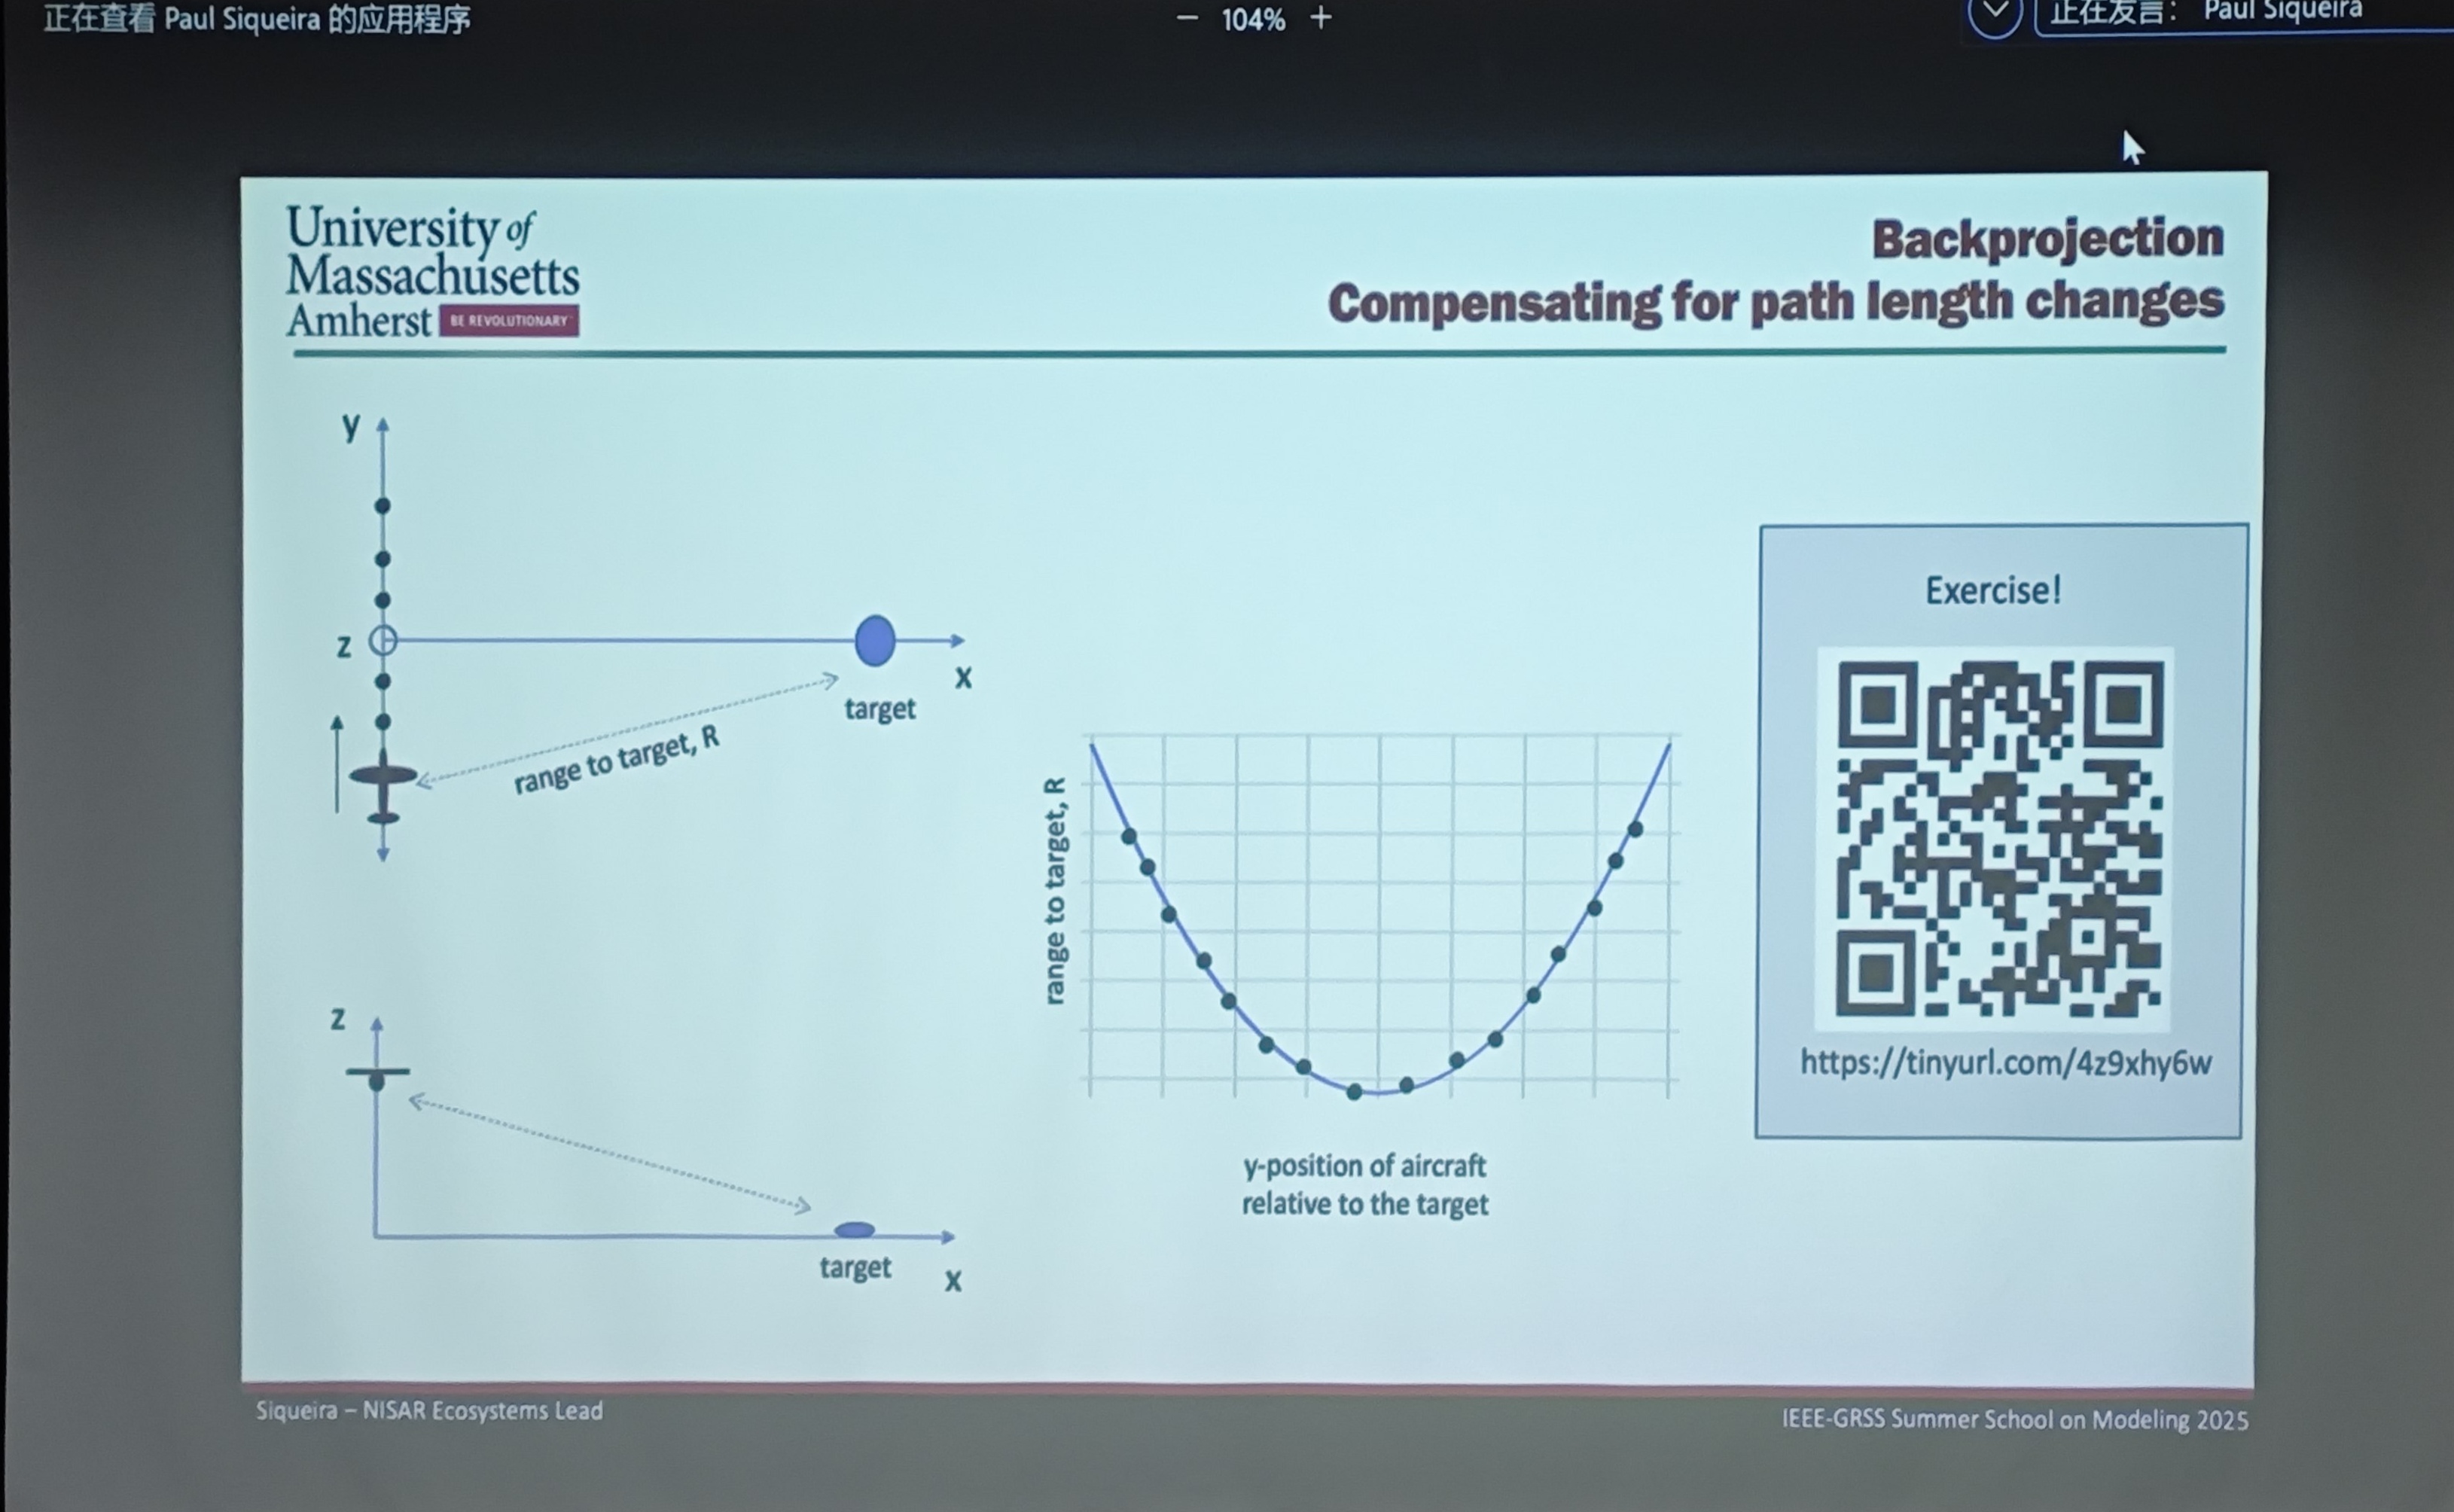 正在查看 Paul Siqueira 的应用程序
104%
正在发言： Paul Siqueira
University of
Massachusetts
Amherst BE REVOLUTIONARY
Backprojection
Compensating for path length changes
y
z
x
target
range to target, R
z
target
x
range to target, R
y-position of aircraft
relative to the target
Exercise!
https://tinyurl.com/4z9xhy6w
Siqueira – NISAR Ecosystems Lead
IEEE-GRSS Summer School on Modeling 2025